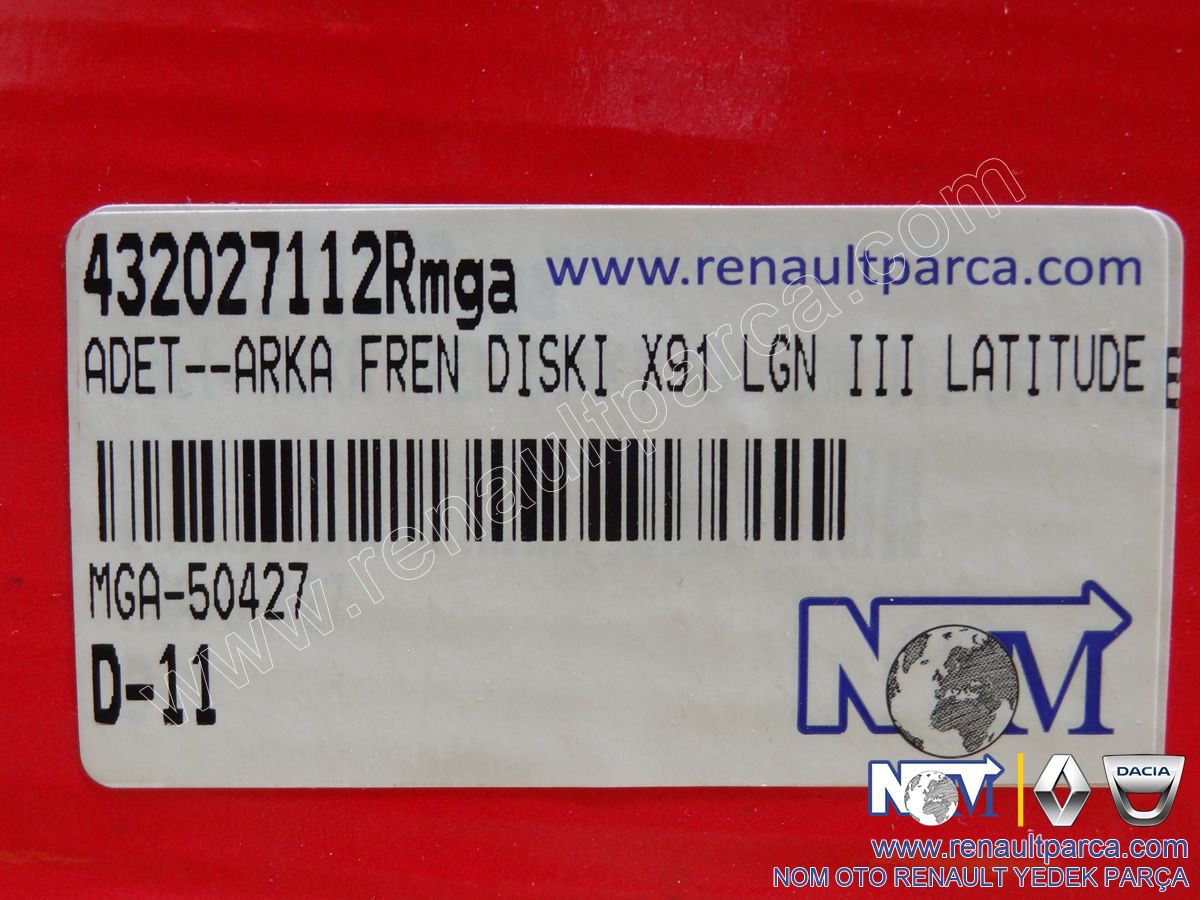 432027112Rmga
www.renaultparca.com
ADET--ARKA FREN DISKI X91 LGN III LATITUDE
MGA-50427
D-11
NOM
www.renaultparca.com
NOM
DACIA
www.renaultparca.com
NOM OTO RENAULT YEDEK PARÇA